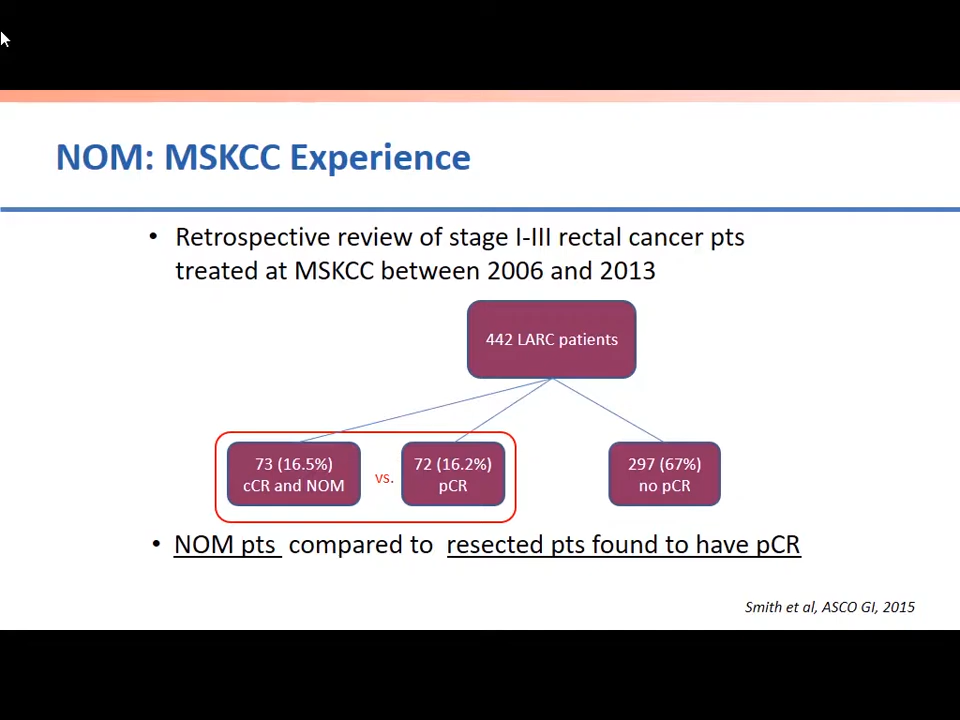 NOM: MSKCC Experience
• Retrospective review of stage I-III rectal cancer pts
treated at MSKCC between 2006 and 2013
442 LARC patients
73 (16.5%)
cCR and NOM
vs.
72 (16.2%)
pCR
297 (67%)
no pCR
• NOM pts compared to resected pts found to have pCR
Smith et al, ASCO GI, 2015